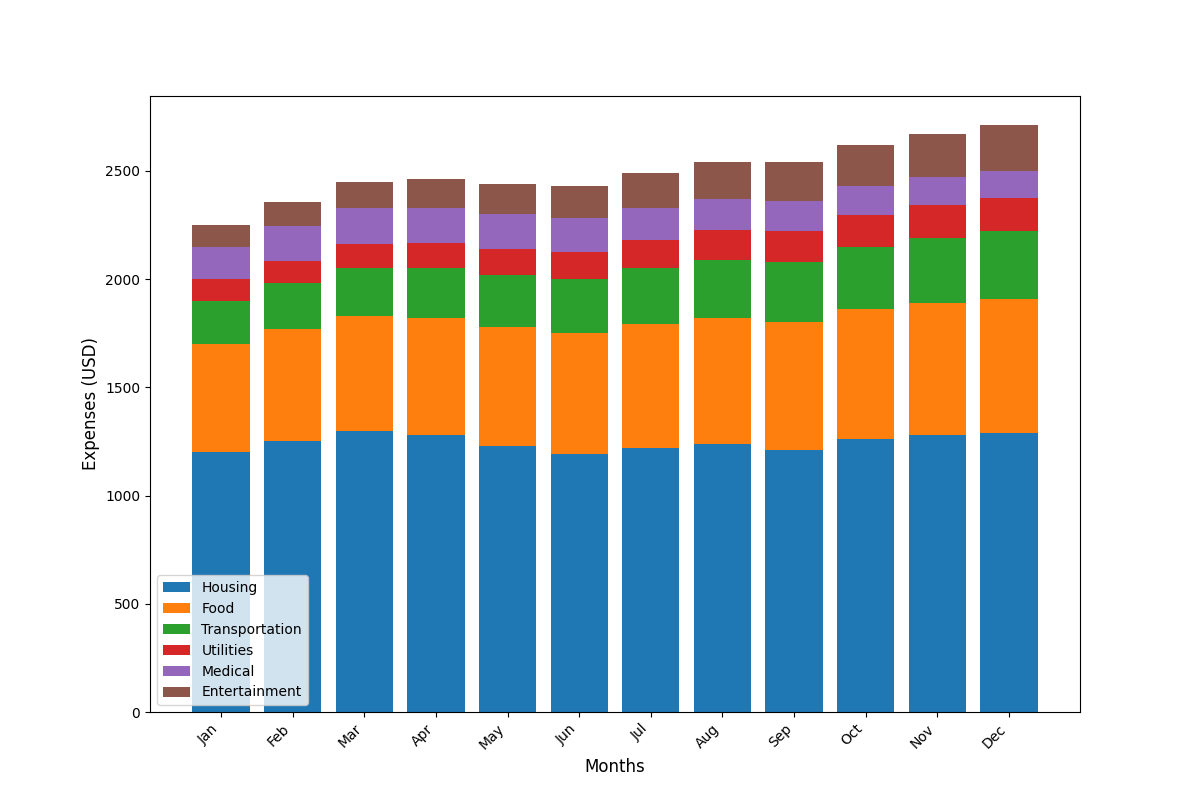 2500
2000
1500
1000
500
0
Expenses (USD)
Housing
Food
Transportation
Utilities
Medical
Entertainment
Jan
Feb
Mar
Apr
May
Jun
Jul
Aug
Sep
Oct
Nov
Dec
Months